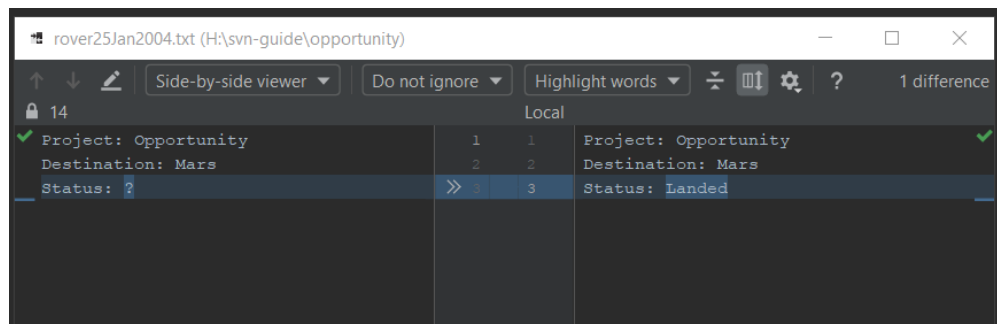 rover25Jan2004.txt (H:\svn-guide\opportunity)
Side-by-side viewer Do not ignore Highlight words ? 1 difference
14 Local
Project: Opportunity 1 1 Project: Opportunity
Destination: Mars 2 2 Destination: Mars
Status: ? 3 3 Status: Landed